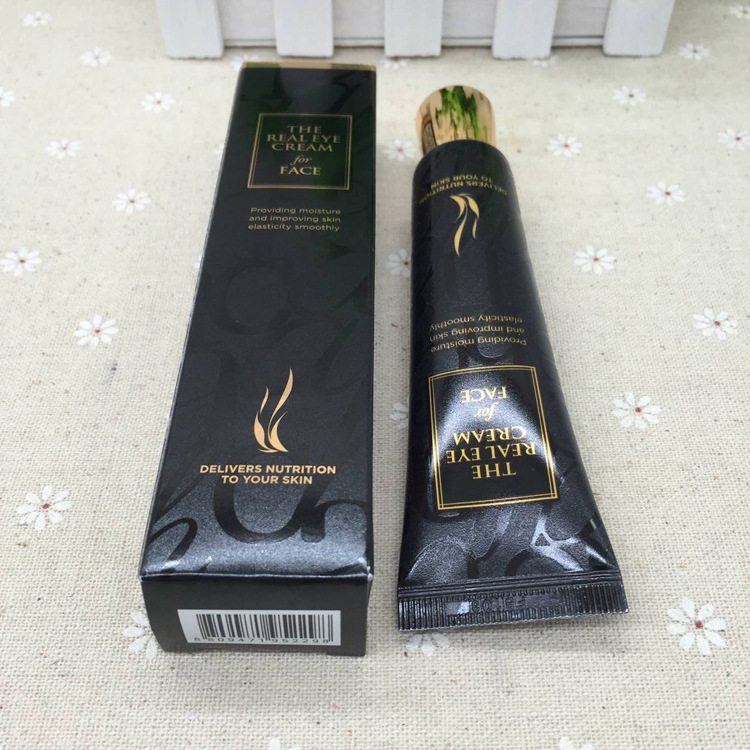 THE
REAL EYE
CREAM
for
FACE
Providing moisture
and improving skin
elasticity smoothly
DELIVERS NUTRITION
TO YOUR SKIN
8809471952298
THE
REAL EYE
CREAM
for
FACE
Providing moisture
and improving skin
elasticity smoothly
DELIVERS NUTRITION
TO YOUR SKIN